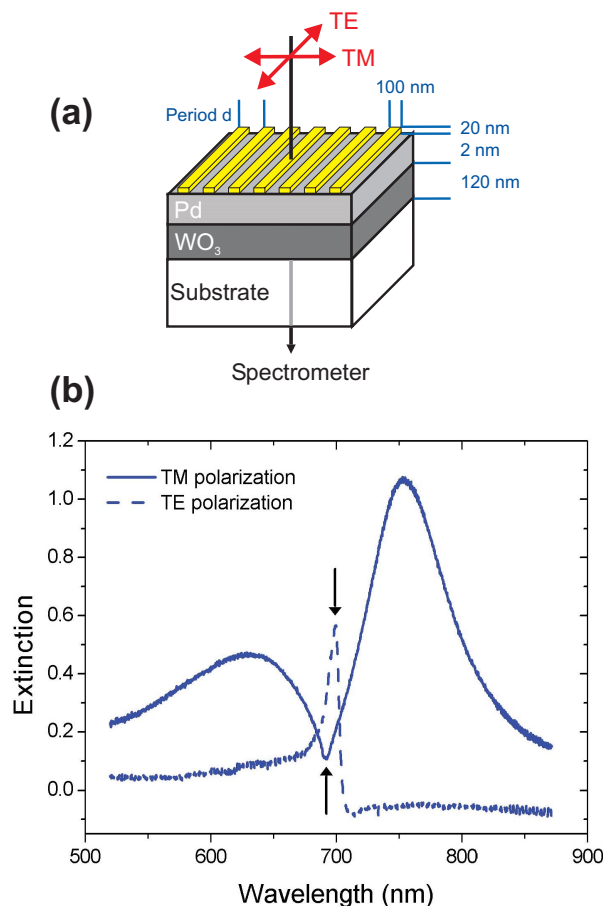 (a)
TE
TM
Period d
100 nm
20 nm
2 nm
120 nm
Pd
WO₃
Substrate
Spectrometer
(b)
1.2
1.0
0.8
0.6
0.4
0.2
0.0
Extinction
TM polarization
TE polarization
500 600 700 800 900
Wavelength (nm)